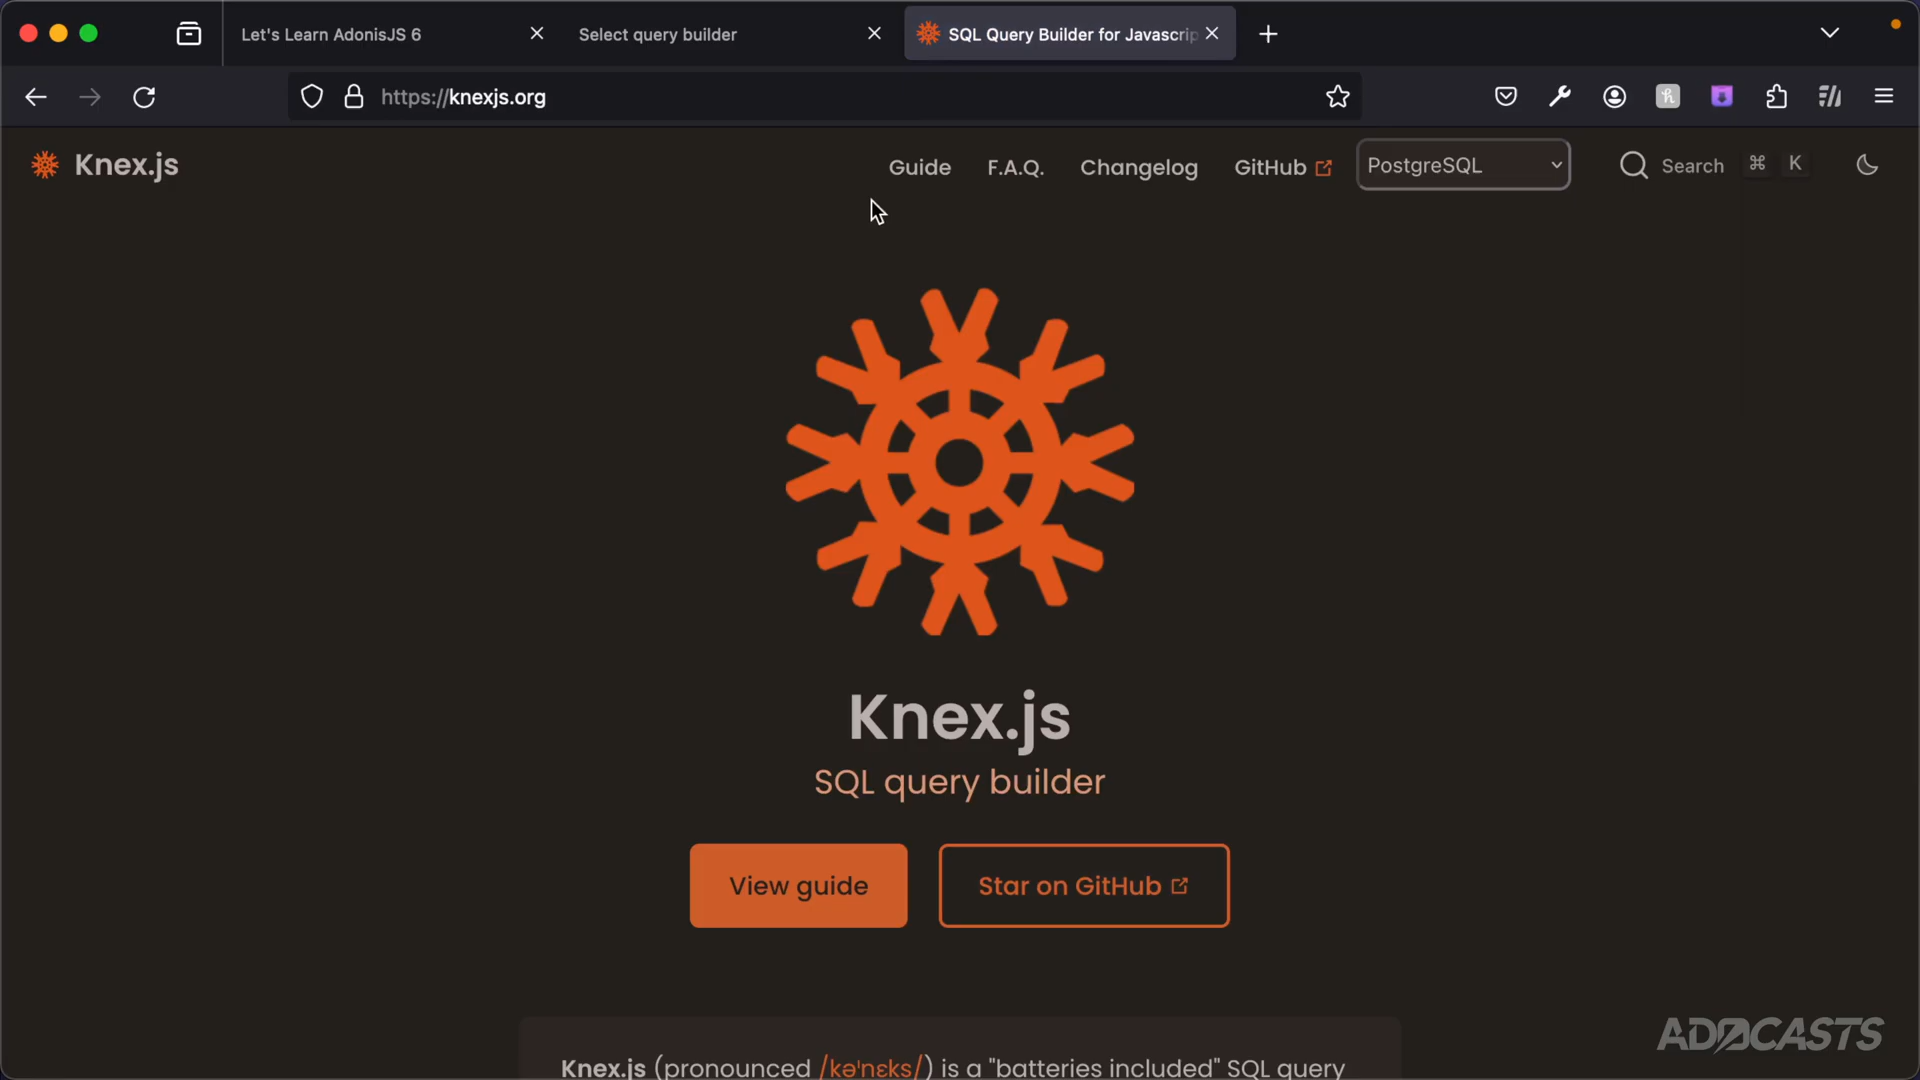 Let's Learn AdonisJS 6
Select query builder
SQL Query Builder for Javascrip
https://knexjs.org
Knex.js
Guide
F.A.Q.
Changelog
GitHub
PostgreSQL
Search ⌘ K
Knex.js
SQL query builder
View guide
Star on GitHub
Knex.js (pronounced /kəˈnɛks/) is a "batteries included" SQL query
ADOCASTS